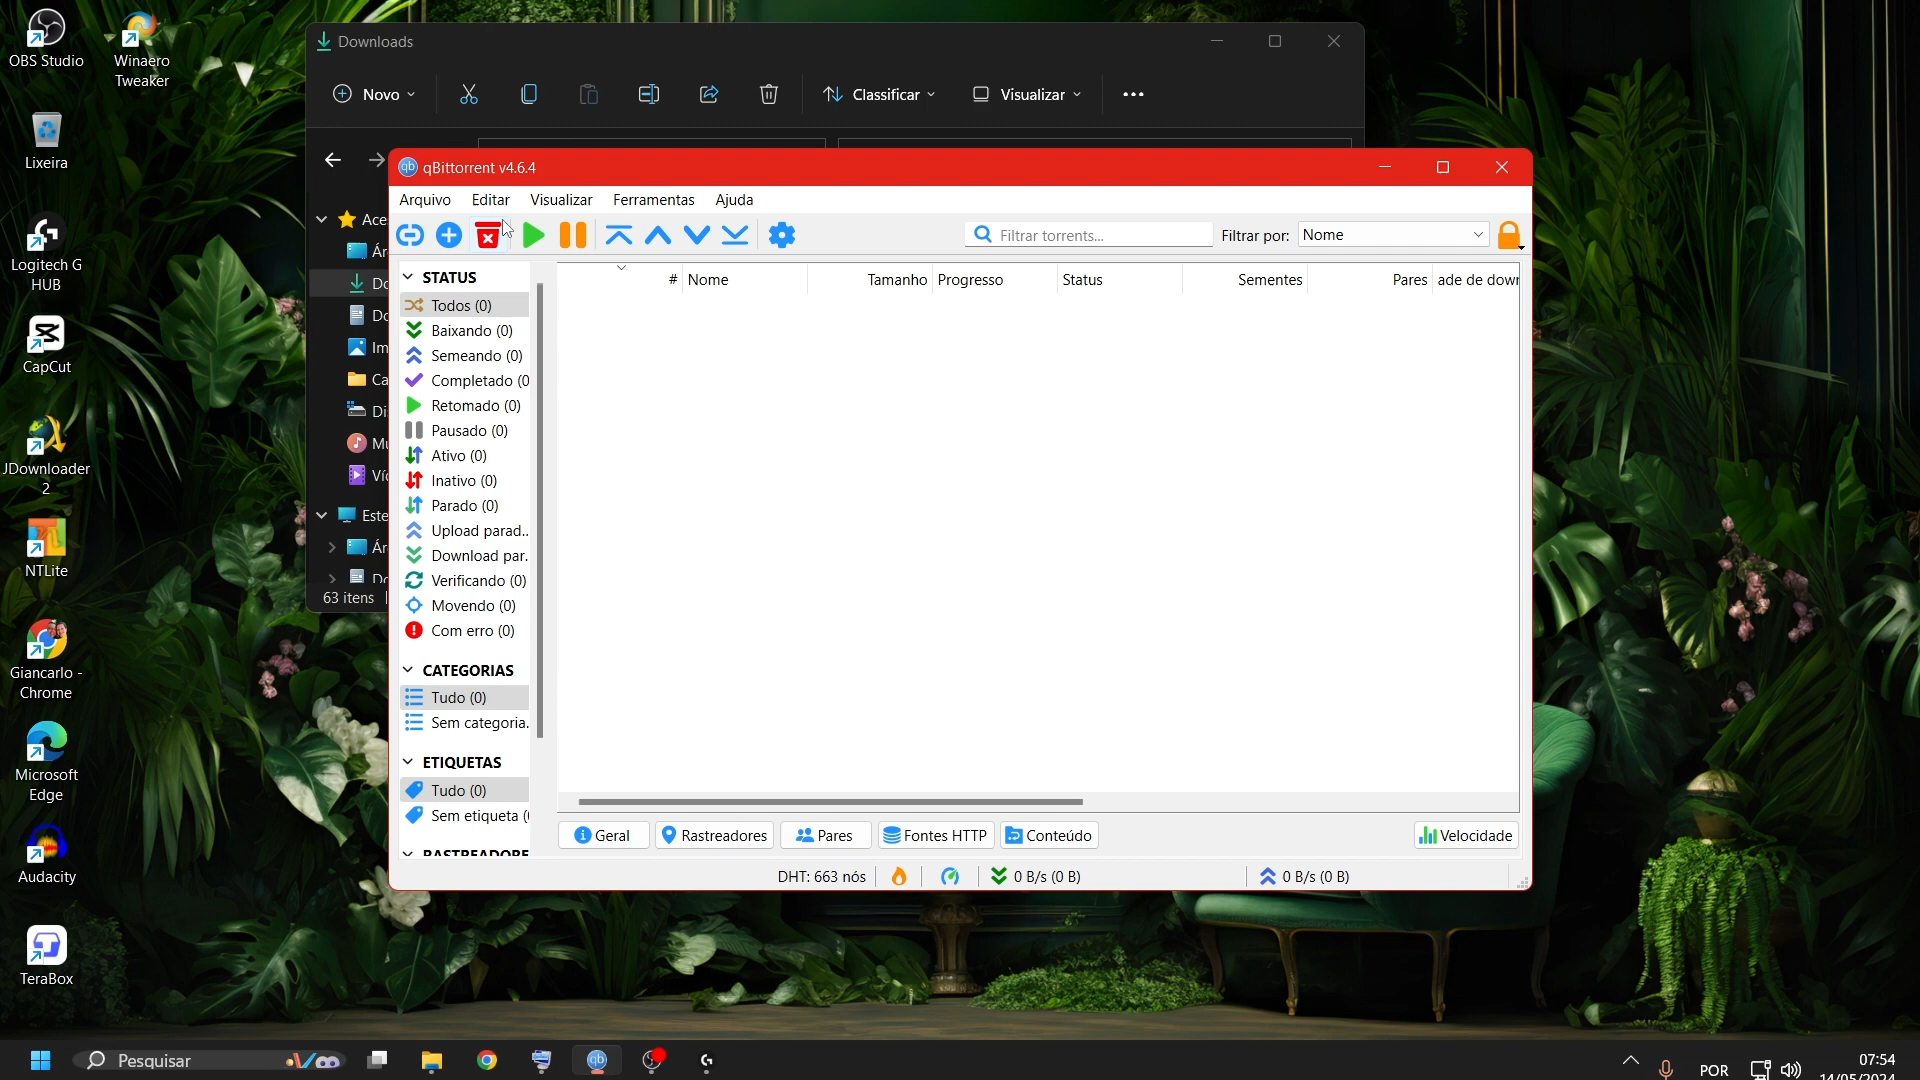 OBS Studio
Winaero
Tweaker
Lixeira
Logitech G
HUB
CapCut
JDownloader
2
NTLite
Giancarlo -
Chrome
Microsoft
Edge
Audacity
TeraBox
Downloads
Novo
Classificar
Visualizar
63 itens
Este
qBittorrent v4.6.4
Arquivo Editar Visualizar Ferramentas Ajuda
Filtrar torrents...
Filtrar por: Nome
STATUS
Todos (0)
Baixando (0)
Semeando (0)
Completado (0
Retomado (0)
Pausado (0)
Ativo (0)
Inativo (0)
Parado (0)
Upload parad..
Download par.
Verificando (0)
Movendo (0)
Com erro (0)
CATEGORIAS
Tudo (0)
Sem categoria.
ETIQUETAS
Tudo (0)
Sem etiqueta (
RASTREADORE
# Nome Tamanho Progresso Status Sementes Pares ade de dowr
Geral Rastreadores Pares Fontes HTTP Conteúdo Velocidade
DHT: 663 nós 0 B/s (0 B) 0 B/s (0 B)
Pesquisar
POR
07:54
14/05/2024